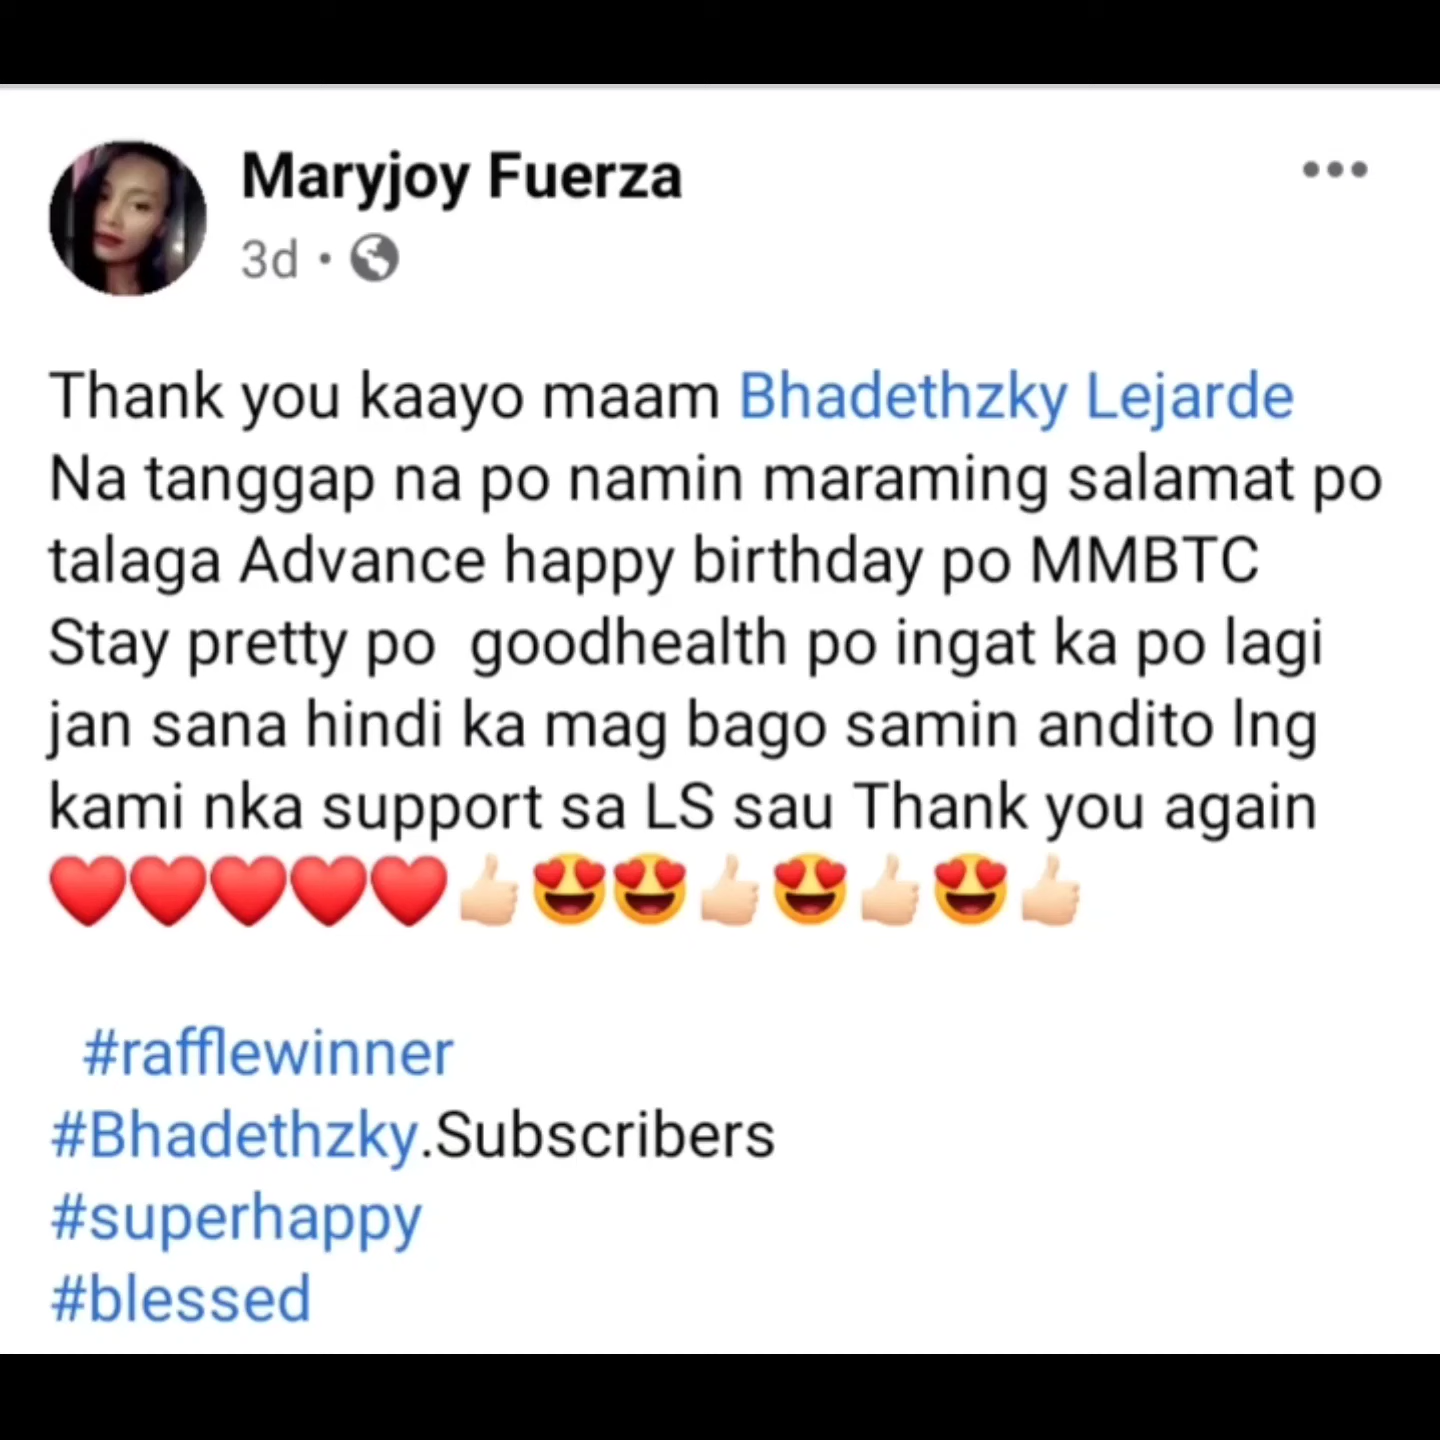 Maryjoy Fuerza
3d •
Thank you kaayo maam Bhadethzky Lejarde
Na tanggap na po namin maraming salamat po
talaga Advance happy birthday po MMBTC
Stay pretty po  goodhealth po ingat ka po lagi
jan sana hindi ka mag bago samin andito lng
kami nka support sa LS sau Thank you again
❤️❤️❤️❤️❤️👍🏻😍😍👍🏻😍👍🏻😍👍🏻
#rafflewinner
#Bhadethzky.Subscribers
#superhappy
#blessed